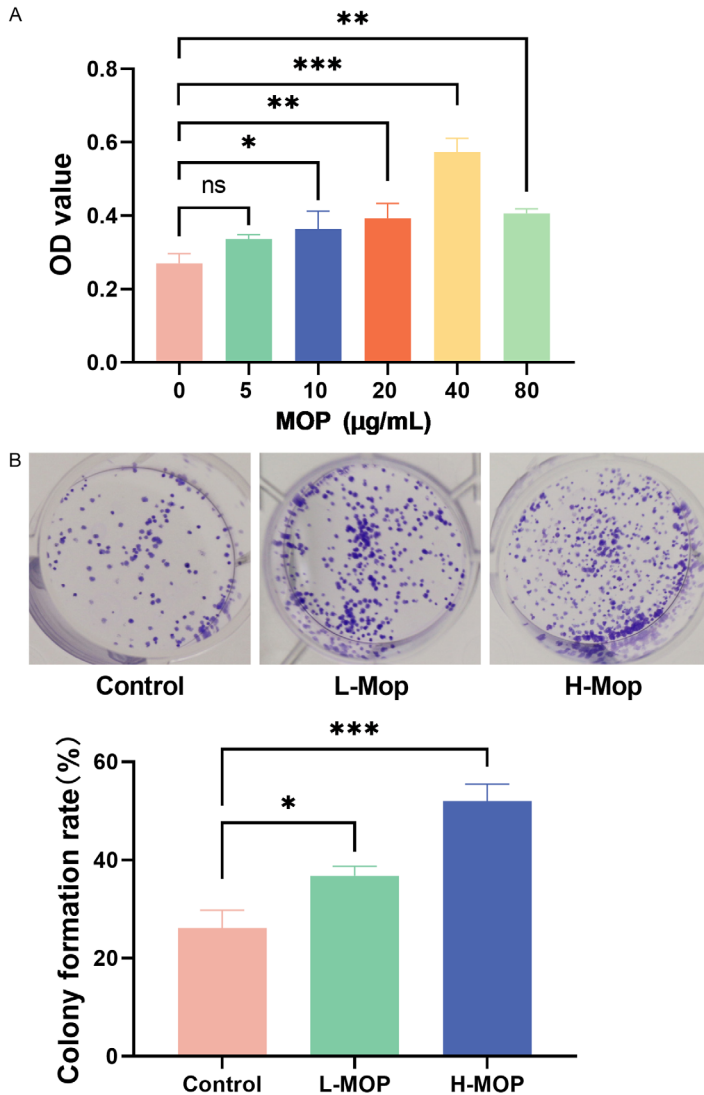 A
**
***
**
*
ns
0.8
0.6
0.4
0.2
0.0
OD value
0 5 10 20 40 80
MOP (μg/mL)
B
Control L-Mop H-Mop
***
*
60
40
20
0
Colony formation rate(%)
Control L-MOP H-MOP